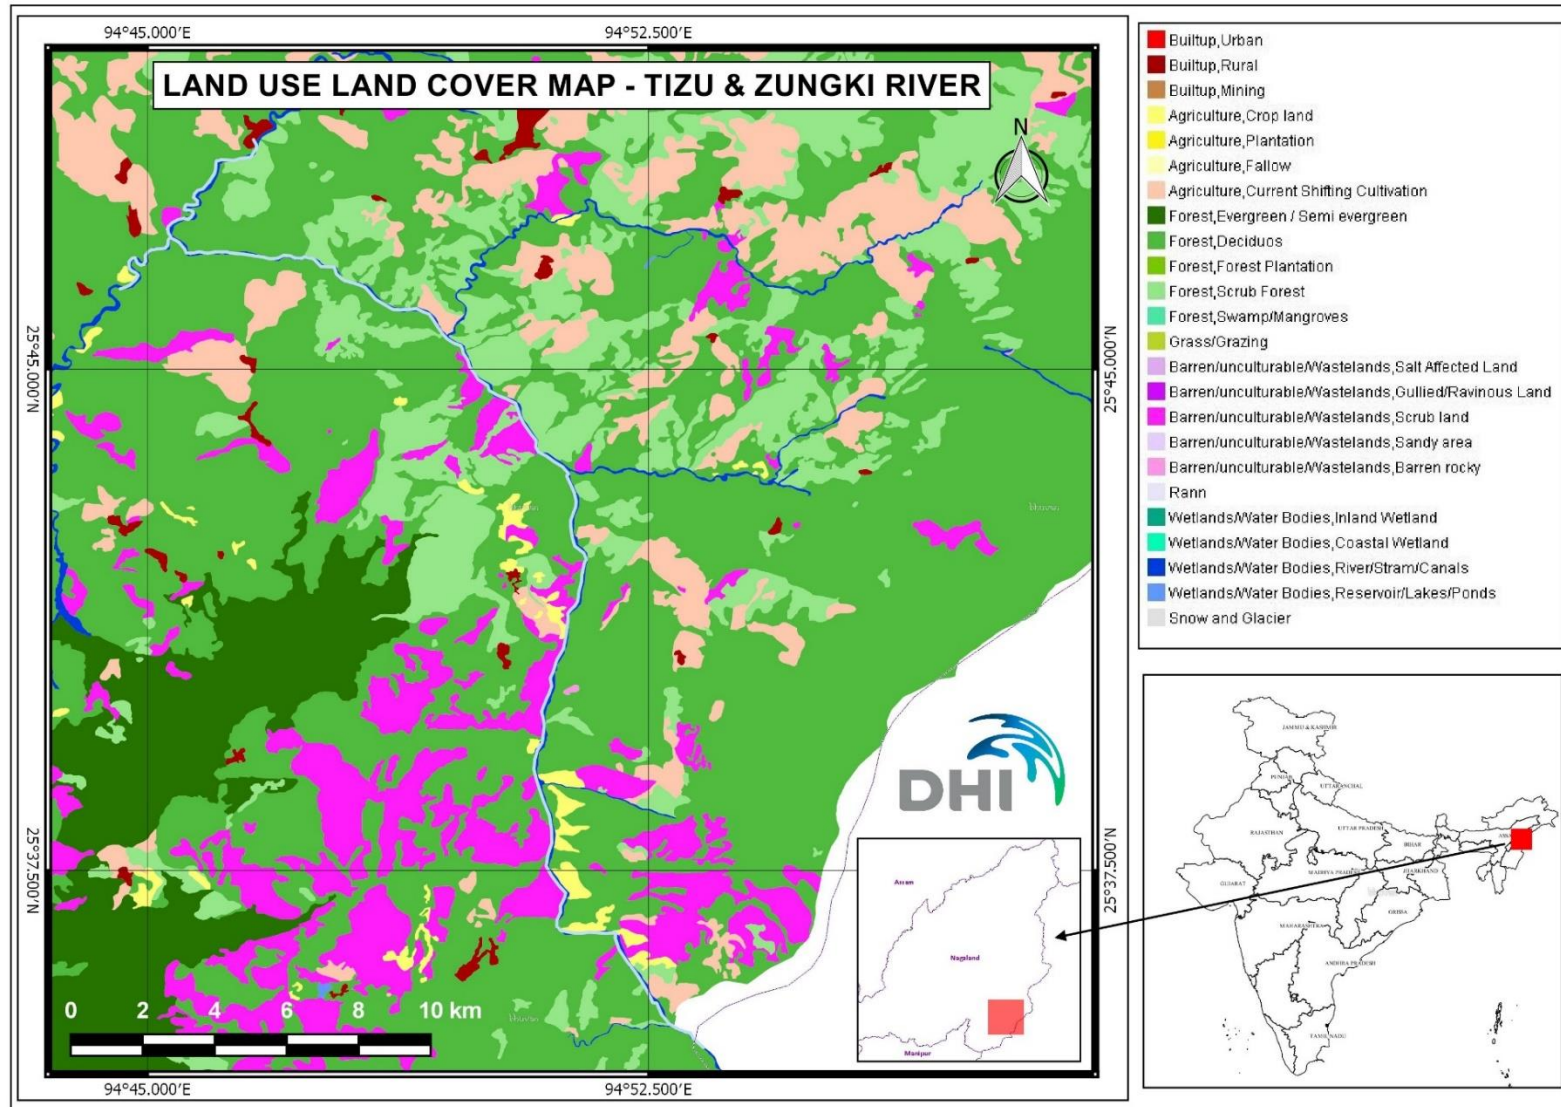 94°45.000'E
94°52.500'E
LAND USE LAND COVER MAP - TIZU & ZUNGKI RIVER
N
25°45.000'N
25°45.000'N
25°37.500'N
25°37.500'N
DHI
0 2 4 6 8 10 km
94°45.000'E
94°52.500'E
Assam
Nagaland
Manipur
Builtup,Urban
Builtup,Rural
Builtup,Mining
Agriculture,Crop land
Agriculture,Plantation
Agriculture,Fallow
Agriculture,Current Shifting Cultivation
Forest,Evergreen / Semi evergreen
Forest,Deciduos
Forest,Forest Plantation
Forest,Scrub Forest
Forest,Swamp/Mangroves
Grass/Grazing
Barren/unculturable/Wastelands,Salt Affected Land
Barren/unculturable/Wastelands,Gullied/Ravinous Land
Barren/unculturable/Wastelands,Scrub land
Barren/unculturable/Wastelands,Sandy area
Barren/unculturable/Wastelands,Barren rocky
Rann
Wetlands/Water Bodies,Inland Wetland
Wetlands/Water Bodies,Coastal Wetland
Wetlands/Water Bodies,River/Stram/Canals
Wetlands/Water Bodies,Reservoir/Lakes/Ponds
Snow and Glacier
JAMMU & KASHMIR
PUNJAB
UTTARANCHAL
RAJASTHAN
UTTAR PRADESH
BIHAR
GUJARAT
MADHYA PRADESH
JHARKHAND
ORISSA
MAHARASHTRA
ANDHRA PRADESH
TAMIL NADU